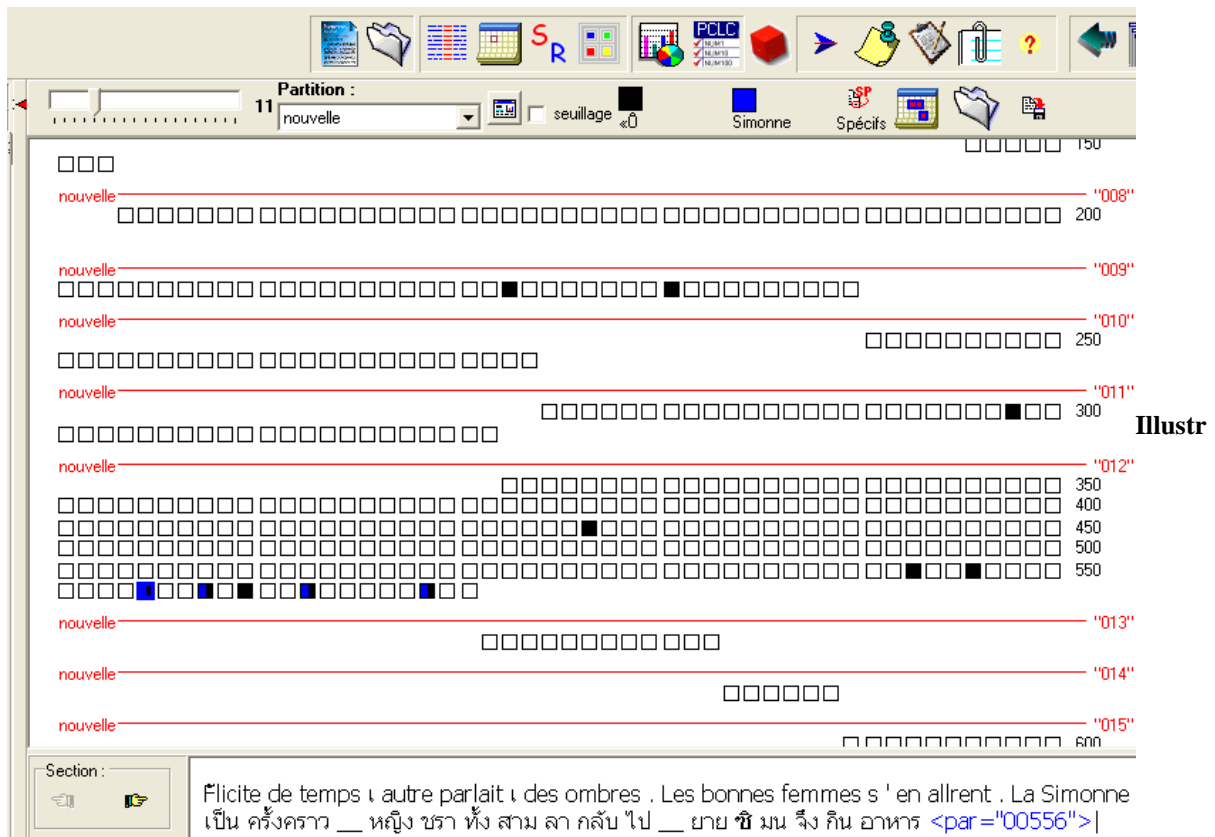 S R
PCLC
NUM1
NUM10
NUM100
?
11 Partition :
nouvelle
seuillage «Û Simonne
SP
Spécifs
150
nouvelle "008"
200
nouvelle "009"
nouvelle "010"
250
nouvelle "011"
300
Illustr
nouvelle "012"
350
400
450
500
550
nouvelle "013"
nouvelle "014"
nouvelle "015"
600
Section :
Flicite de temps ι autre parlait ι des ombres . Les bonnes femmes s ' en allrent . La Simonne
เป็น ครั้งคราว __ หญิง ชรา ทั้ง สาม ลา กลับ ไป __ ยาย ซิ มน จึง กิน อาหาร <par="00556">|